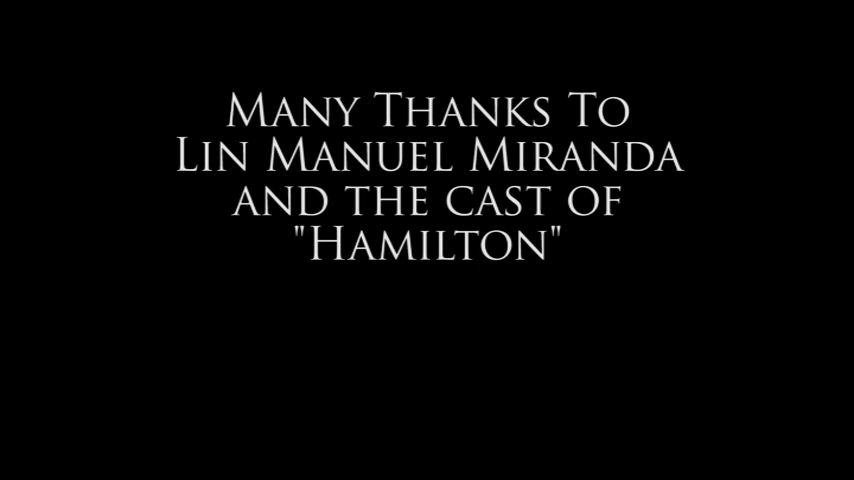 Many Thanks To
Lin Manuel Miranda
and the cast of
"Hamilton"